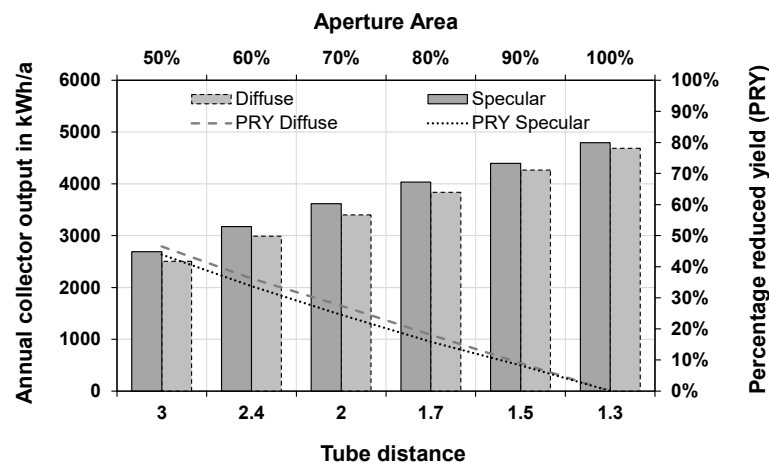 Aperture Area
50% 60% 70% 80% 90% 100%
Annual collector output in kWh/a
6000
5000
4000
3000
2000
1000
0
Diffuse
Specular
PRY Diffuse
PRY Specular
100%
90%
80%
70%
60%
50%
40%
30%
20%
10%
0%
Percentage reduced yield (PRY)
3 2.4 2 1.7 1.5 1.3
Tube distance